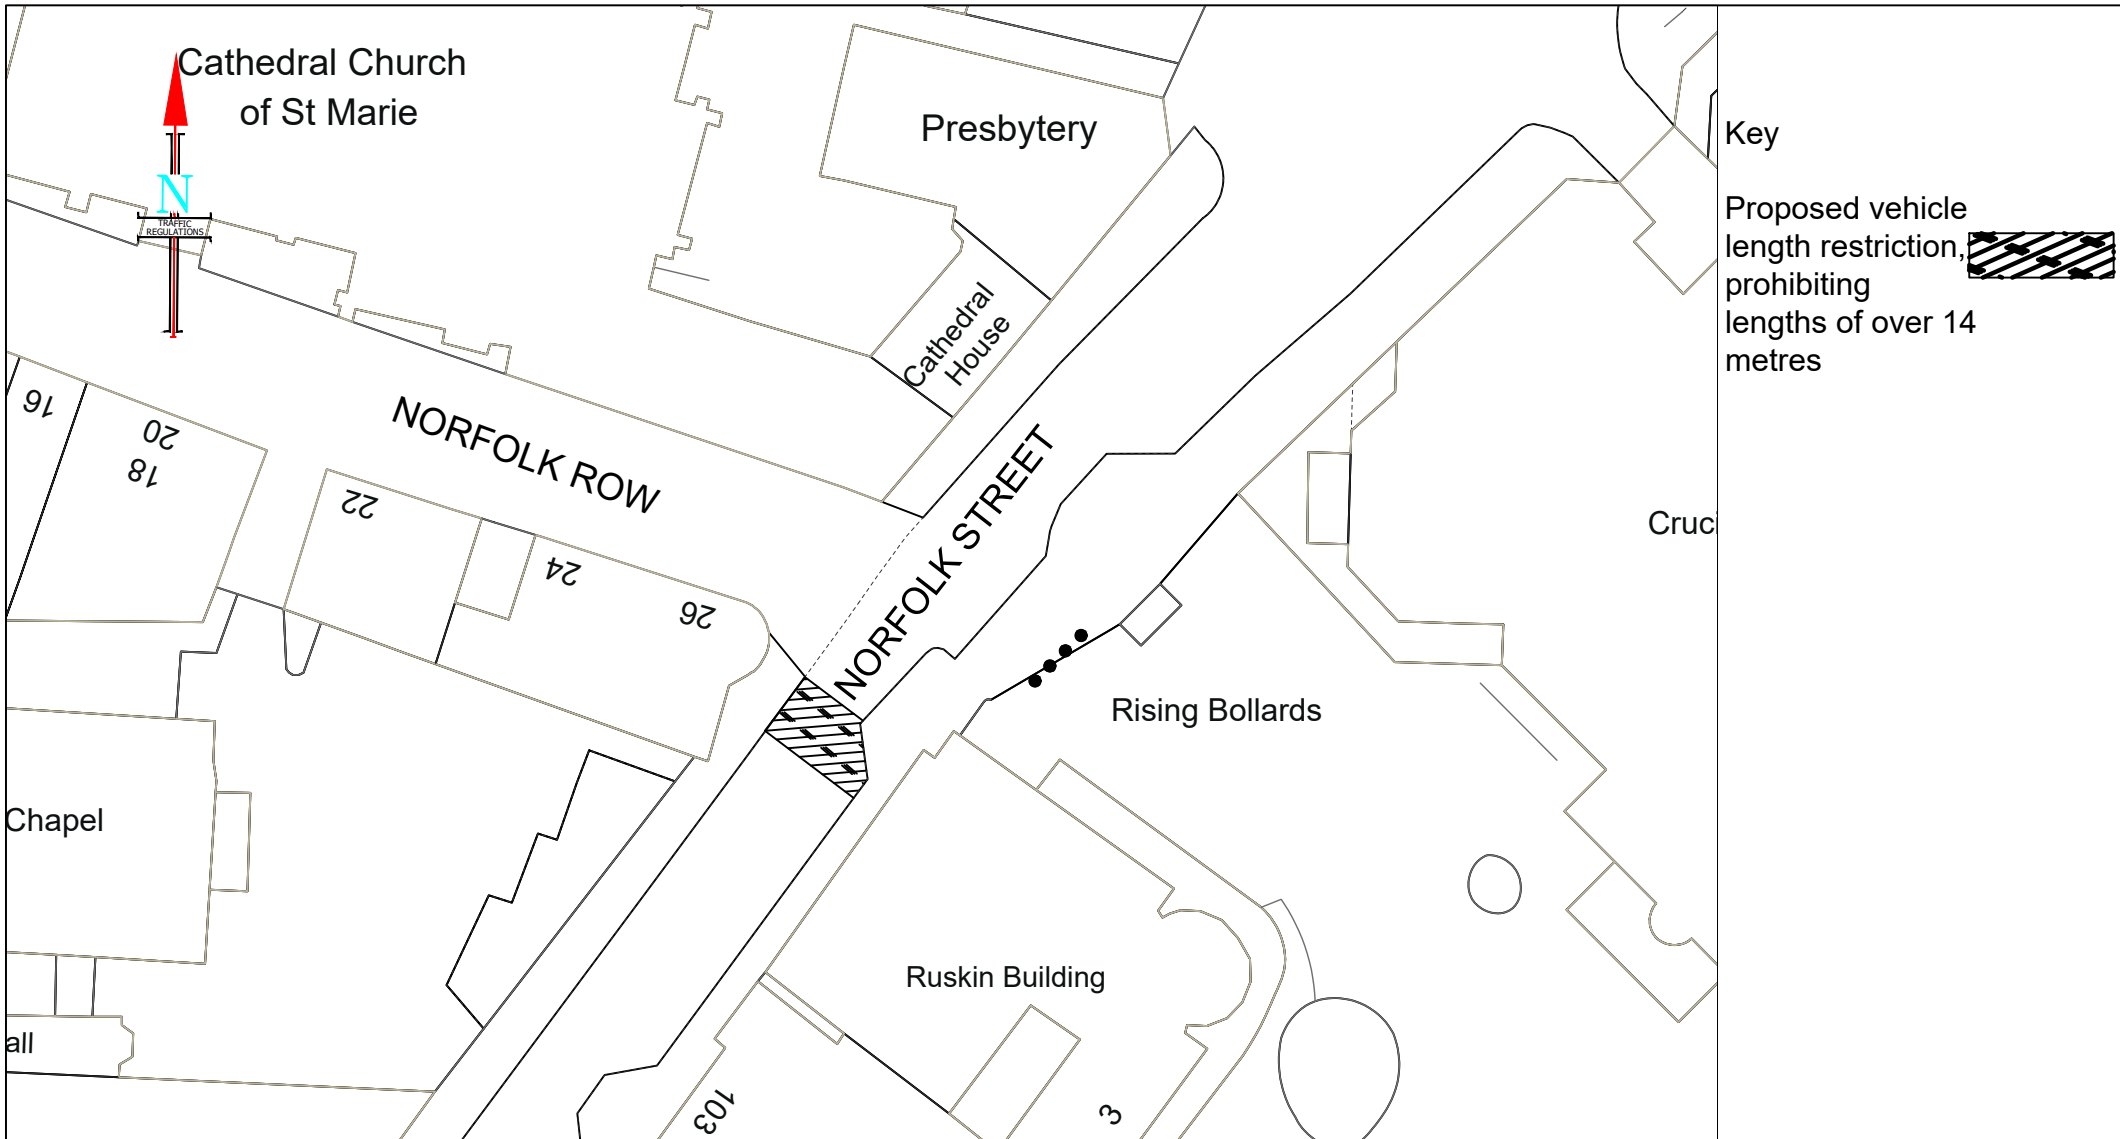 Cathedral Church
of St Marie
N
TRAFFIC
REGULATIONS
Presbytery
Key
Proposed vehicle
length restriction,
prohibiting
lengths of over 14
metres
Cathedral
House
16
20
18
NORFOLK ROW
22
24
26
NORFOLK STREET
Cruci
Rising Bollards
Chapel
Ruskin Building
all
103
3